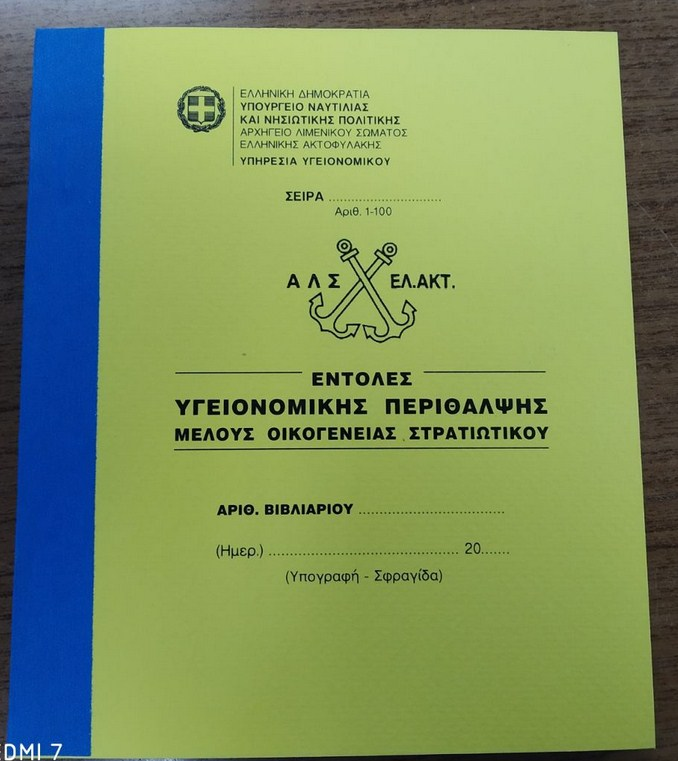 ΕΛΛΗΝΙΚΗ ΔΗΜΟΚΡΑΤΙΑ
ΥΠΟΥΡΓΕΙΟ ΝΑΥΤΙΛΙΑΣ
ΚΑΙ ΝΗΣΙΩΤΙΚΗΣ ΠΟΛΙΤΙΚΗΣ
ΑΡΧΗΓΕΙΟ ΛΙΜΕΝΙΚΟΥ ΣΩΜΑΤΟΣ
ΕΛΛΗΝΙΚΗΣ ΑΚΤΟΦΥΛΑΚΗΣ
ΥΠΗΡΕΣΙΑ ΥΓΕΙΟΝΟΜΙΚΟΥ
ΣΕΙΡΑ ..............................
Αριθ. 1-100
Α Λ Σ ΕΛ.ΑΚΤ.
ΕΝΤΟΛΕΣ
ΥΓΕΙΟΝΟΜΙΚΗΣ ΠΕΡΙΘΑΛΨΗΣ
ΜΕΛΟΥΣ ΟΙΚΟΓΕΝΕΙΑΣ ΣΤΡΑΤΙΩΤΙΚΟΥ
ΑΡΙΘ. ΒΙΒΛΙΑΡΙΟΥ ...................................
(Ημερ.) .............................................. 20.......
(Υπογραφή - Σφραγίδα)
EDMI 7